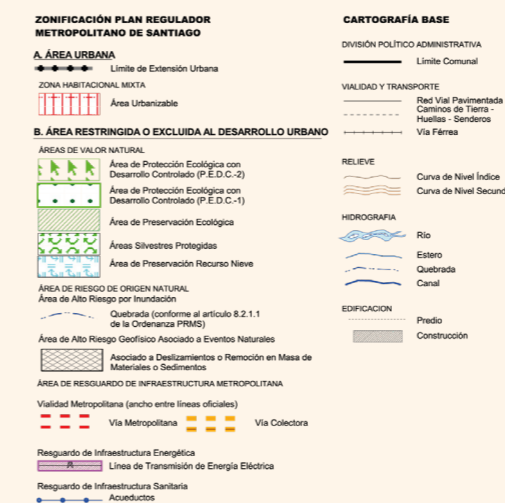 ZONIFICACIÓN PLAN REGULADOR
METROPOLITANO DE SANTIAGO
A. ÁREA URBANA
Límite de Extensión Urbana
ZONA HABITACIONAL MIXTA
Área Urbanizable
B. ÁREA RESTRINGIDA O EXCLUIDA AL DESARROLLO URBANO
ÁREAS DE VALOR NATURAL
Área de Protección Ecológica con
Desarrollo Controlado (P.E.D.C.-2)
Área de Protección Ecológica con
Desarrollo Controlado (P.E.D.C.-1)
Área de Preservación Ecológica
Áreas Silvestres Protegidas
Área de Preservación Recurso Nieve
ÁREA DE RIESGO DE ORIGEN NATURAL
Área de Alto Riesgo por Inundación
Quebrada (conforme al artículo 8.2.1.1
de la Ordenanza PRMS)
Área de Alto Riesgo Geofísico Asociado a Eventos Naturales
Asociado a Deslizamientos o Remoción en Masa de
Materiales o Sedimentos
ÁREA DE RESGUARDO DE INFRAESTRUCTURA METROPOLITANA
Vialidad Metropolitana (ancho entre líneas oficiales)
Vía Metropolitana
Vía Colectora
Resguardo de Infraestructura Energética
Línea de Transmisión de Energía Eléctrica
Resguardo de Infraestructura Sanitaria
Acueductos
CARTOGRAFÍA BASE
DIVISIÓN POLÍTICO ADMINISTRATIVA
Límite Comunal
VIALIDAD Y TRANSPORTE
Red Vial Pavimentada
Caminos de Tierra -
Huellas - Senderos
Vía Férrea
RELIEVE
Curva de Nivel Índice
Curva de Nivel Secund
HIDROGRAFIA
Río
Estero
Quebrada
Canal
EDIFICACION
Predio
Construcción